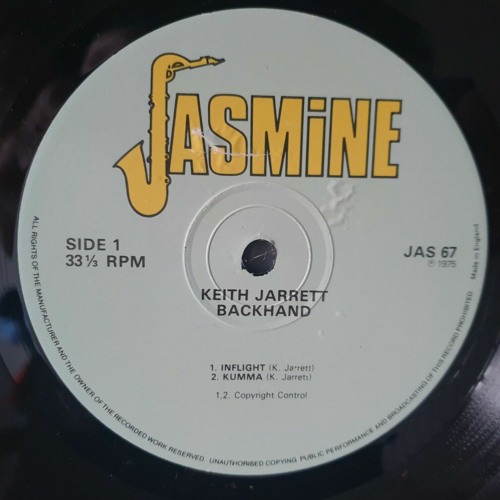 JASMiNE
SIDE 1
33 ⅓ RPM
JAS 67
℗ 1975
KEITH JARRETT
BACKHAND
1. INFLIGHT (K. Jarrett)
2. KUMMA (K. Jarrett)
1,2. Copyright Control
ALL RIGHTS OF THE MANUFACTURER AND THE OWNER OF THE RECORDED WORK RESERVED. UNAUTHORISED COPYING PUBLIC PERFORMANCE AND BROADCASTING OF THIS RECORD PROHIBITED.
Made in England